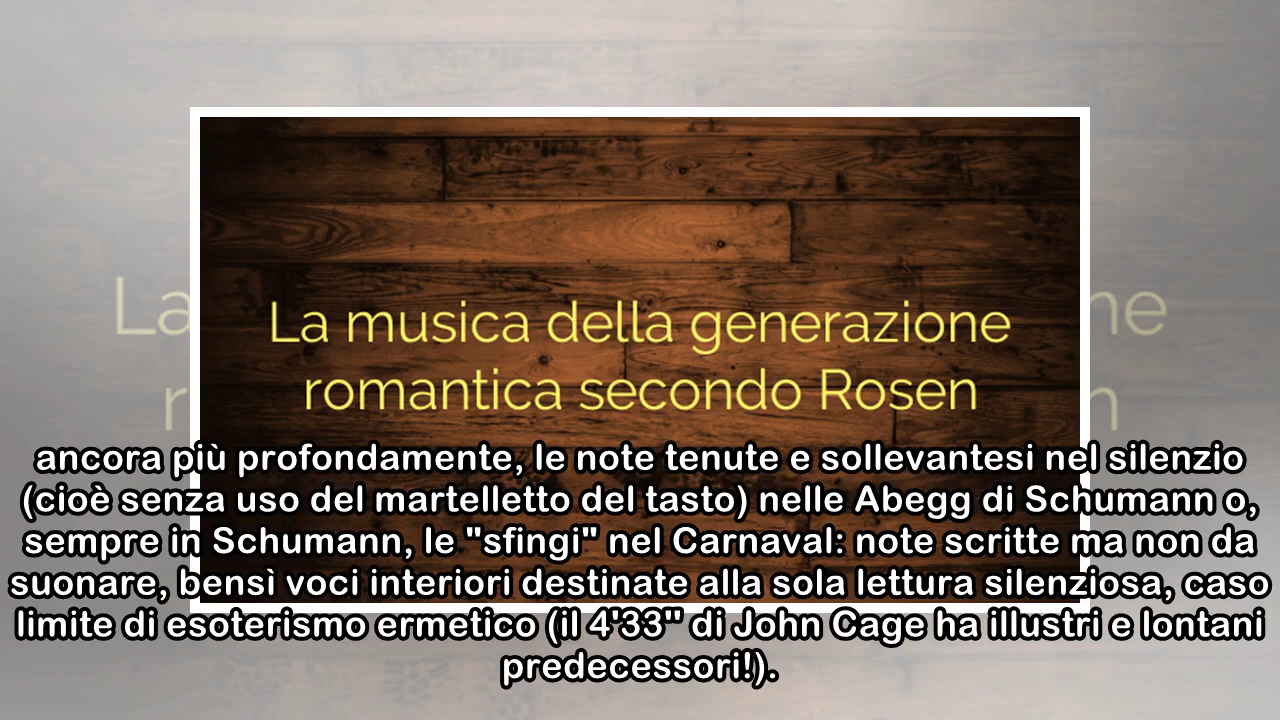 La musica della generazione
romantica secondo Rosen
ancora più profondamente, le note tenute e sollevantesi nel silenzio
(cioè senza uso del martelletto del tasto) nelle Abegg di Schumann o,
sempre in Schumann, le "sfingi" nel Carnaval: note scritte ma non da
suonare, bensì voci interiori destinate alla sola lettura silenziosa, caso
limite di esoterismo ermetico (il 4'33" di John Cage ha illustri e lontani
predecessori!).